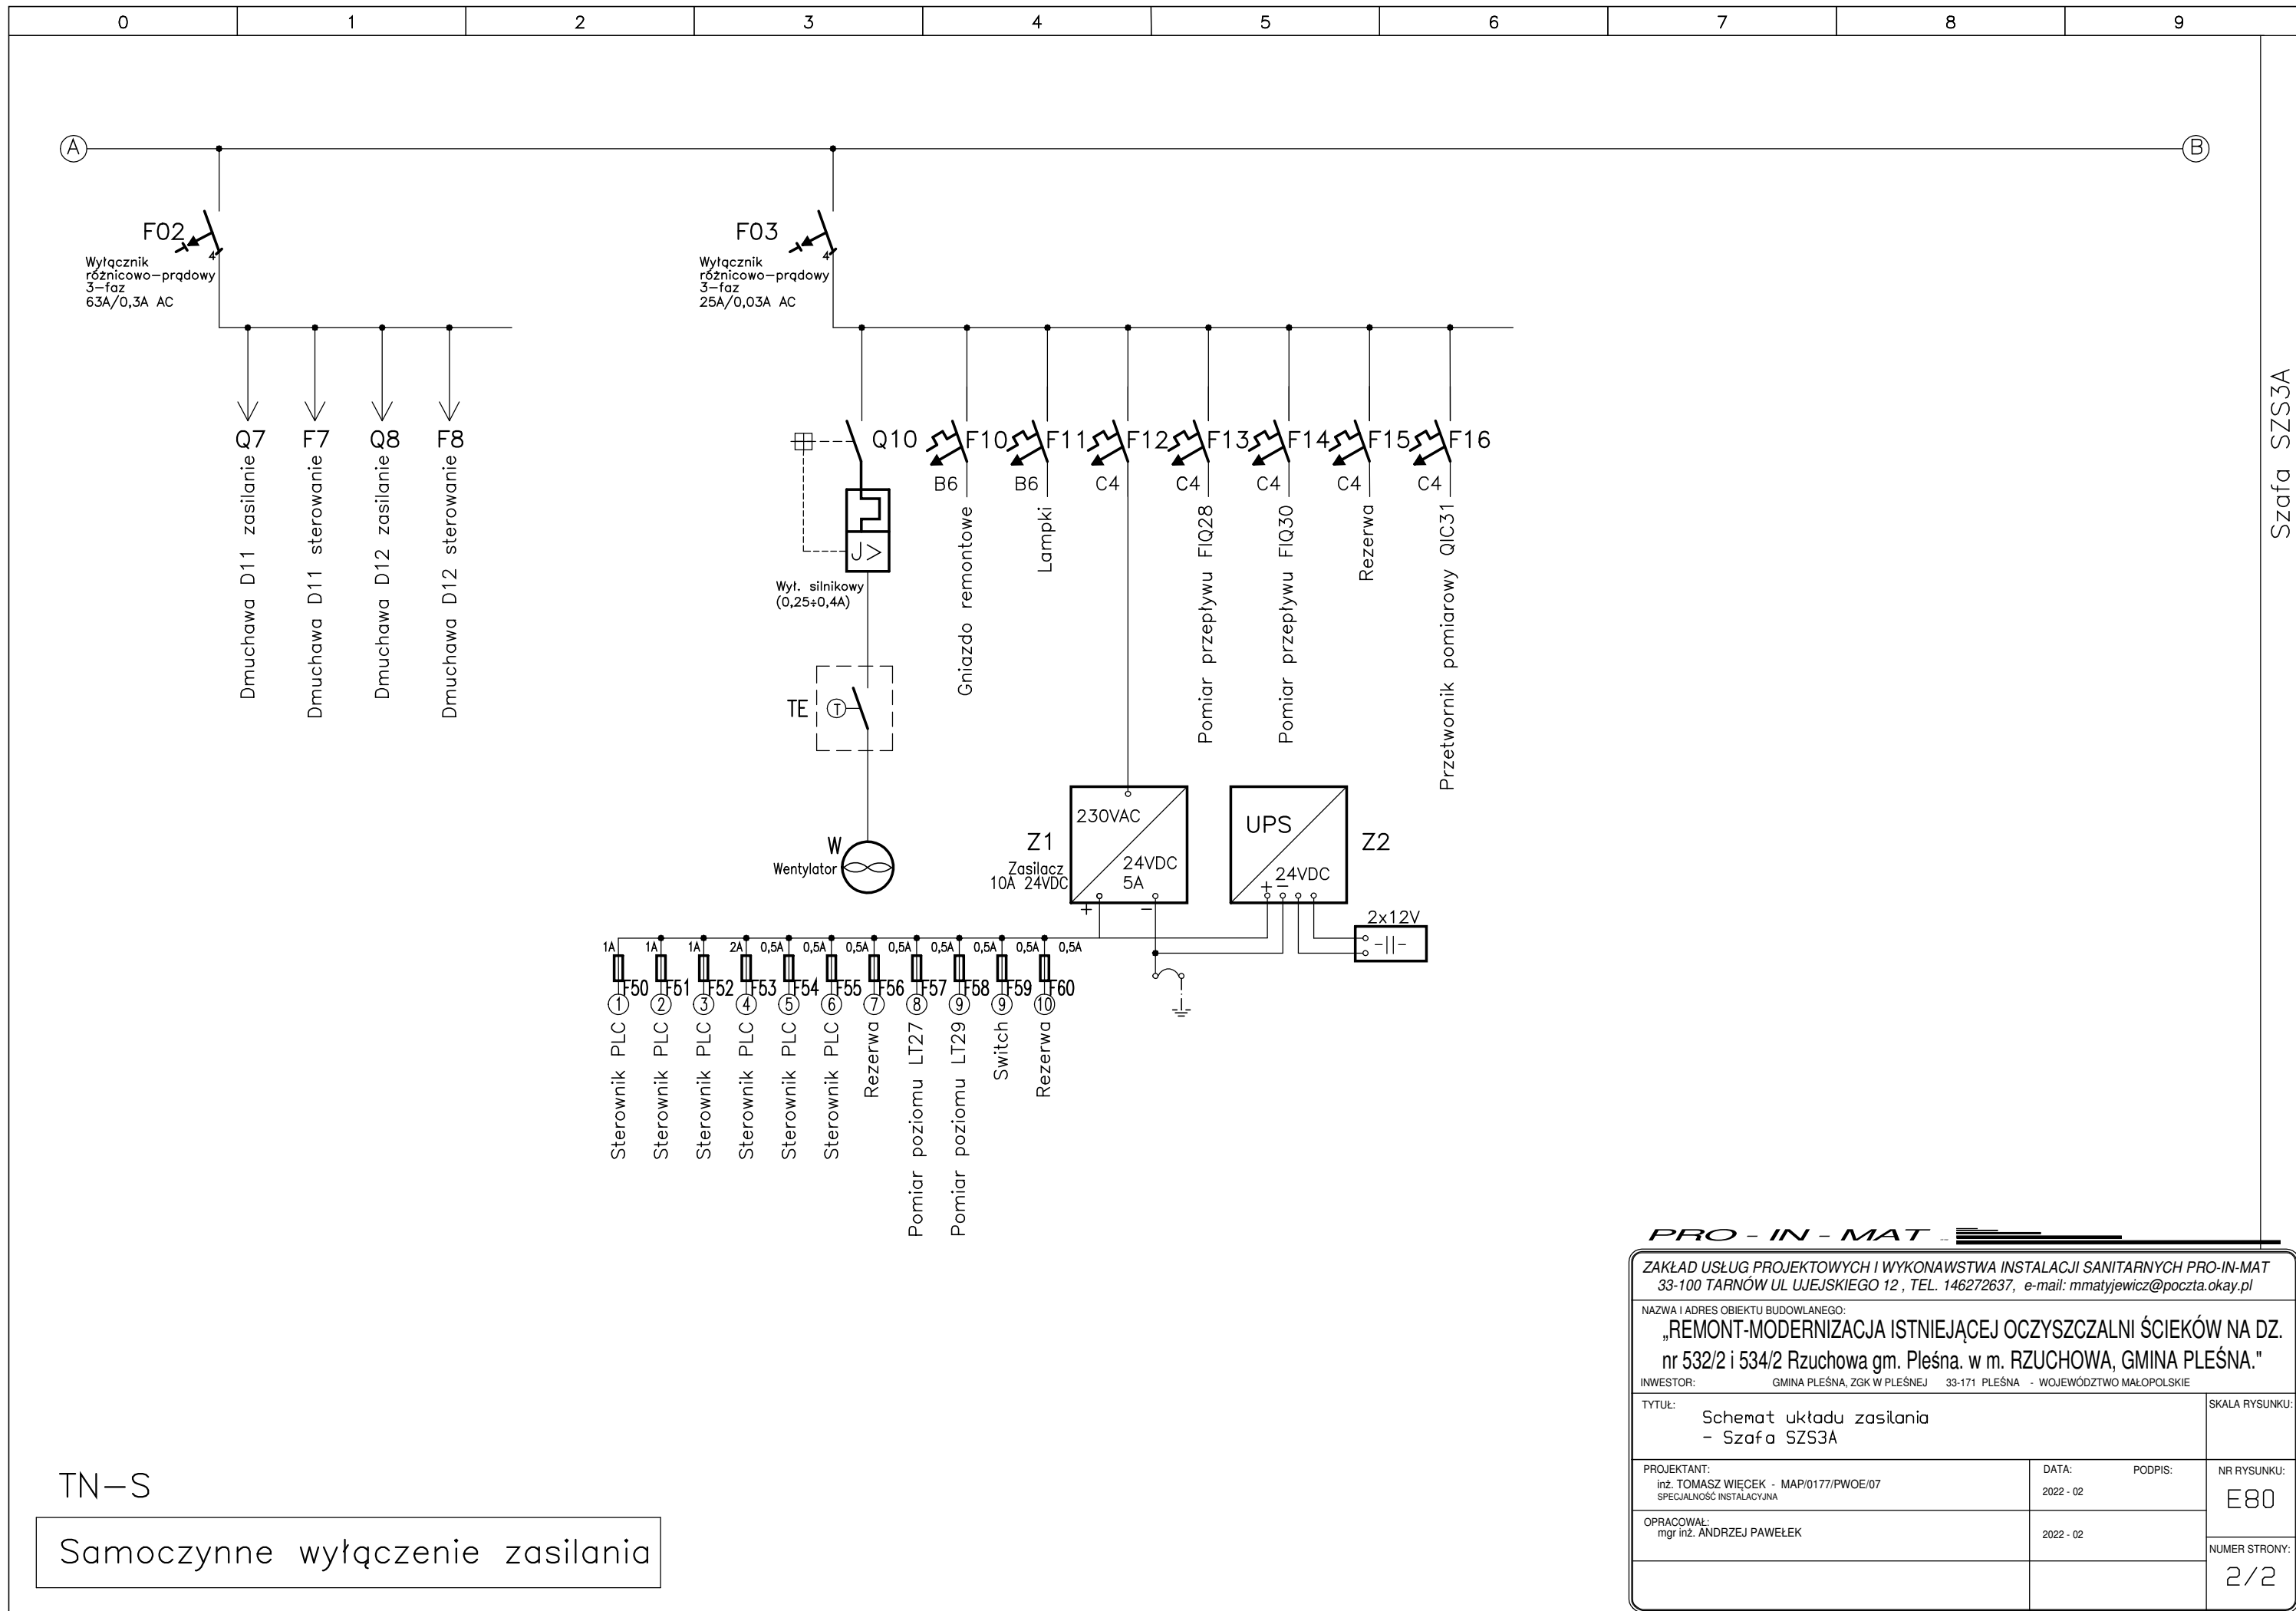 0 1 2 3 4 5 6 7 8 9
A
B
F02
4
Wyłącznik
różnicowo-prądowy
3-faz
63A/0,3A AC
F03
4
Wyłącznik
różnicowo-prądowy
3-faz
25A/0,03A AC
Q7
Dmuchawa D11 zasilanie
F7
Dmuchawa D11 sterowanie
Q8
Dmuchawa D12 zasilanie
F8
Dmuchawa D12 sterowanie
Q10
J>
Wył. silnikowy
(0,25÷0,4A)
TE
T
W
Wentylator
F10
B6
Gniazdo remontowe
F11
B6
Lampki
F12
C4
F13
C4
Pomiar przepływu FIQ28
F14
C4
Pomiar przepływu FIQ30
F15
C4
Rezerwa
F16
C4
Przetwornik pomiarowy QIC31
Z1
Zasilacz
10A 24VDC
230VAC
24VDC
5A
+ -
UPS
24VDC
+ -
Z2
2x12V
1A 1A 1A 2A 0,5A 0,5A 0,5A 0,5A 0,5A 0,5A 0,5A 0,5A
F50 F51 F52 F53 F54 F55 F56 F57 F58 F59 F60
1 2 3 4 5 6 7 8 9 9 10
Sterownik PLC
Sterownik PLC
Sterownik PLC
Sterownik PLC
Sterownik PLC
Sterownik PLC
Rezerwa
Pomiar poziomu LT27
Pomiar poziomu LT29
Switch
Rezerwa
Szafa SZS3A
TN-S
Samoczynne wyłączenie zasilania
PRO - IN - MAT
ZAKŁAD USŁUG PROJEKTOWYCH I WYKONAWSTWA INSTALACJI SANITARNYCH PRO-IN-MAT
33-100 TARNÓW UL UJEJSKIEGO 12 , TEL. 146272637, e-mail: mmatyjewicz@poczta.okay.pl
NAZWA I ADRES OBIEKTU BUDOWLANEGO:
„REMONT-MODERNIZACJA ISTNIEJĄCEJ OCZYSZCZALNI ŚCIEKÓW NA DZ.
nr 532/2 i 534/2 Rzuchowa gm. Pleśna. w m. RZUCHOWA, GMINA PLEŚNA."
INWESTOR: GMINA PLEŚNA, ZGK W PLEŚNEJ 33-171 PLEŚNA - WOJEWÓDZTWO MAŁOPOLSKIE
TYTUŁ:
Schemat układu zasilania
- Szafa SZS3A
SKALA RYSUNKU:
PROJEKTANT:
inż. TOMASZ WIĘCEK - MAP/0177/PWOE/07
SPECJALNOŚĆ INSTALACYJNA
DATA: PODPIS:
2022 - 02
NR RYSUNKU:
E80
OPRACOWAŁ:
mgr inż. ANDRZEJ PAWEŁEK
2022 - 02
NUMER STRONY:
2/2